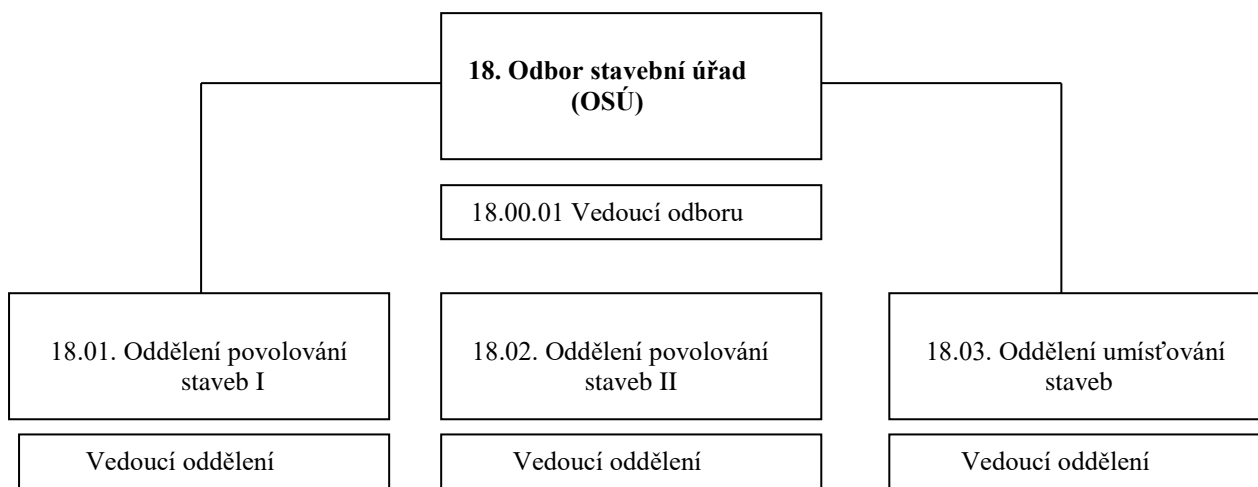 18. Odbor stavební úřad
(OSÚ)
18.00.01 Vedoucí odboru
18.01. Oddělení povolování
staveb I
18.02. Oddělení povolování
staveb II
18.03. Oddělení umísťování
staveb
Vedoucí oddělení
Vedoucí oddělení
Vedoucí oddělení